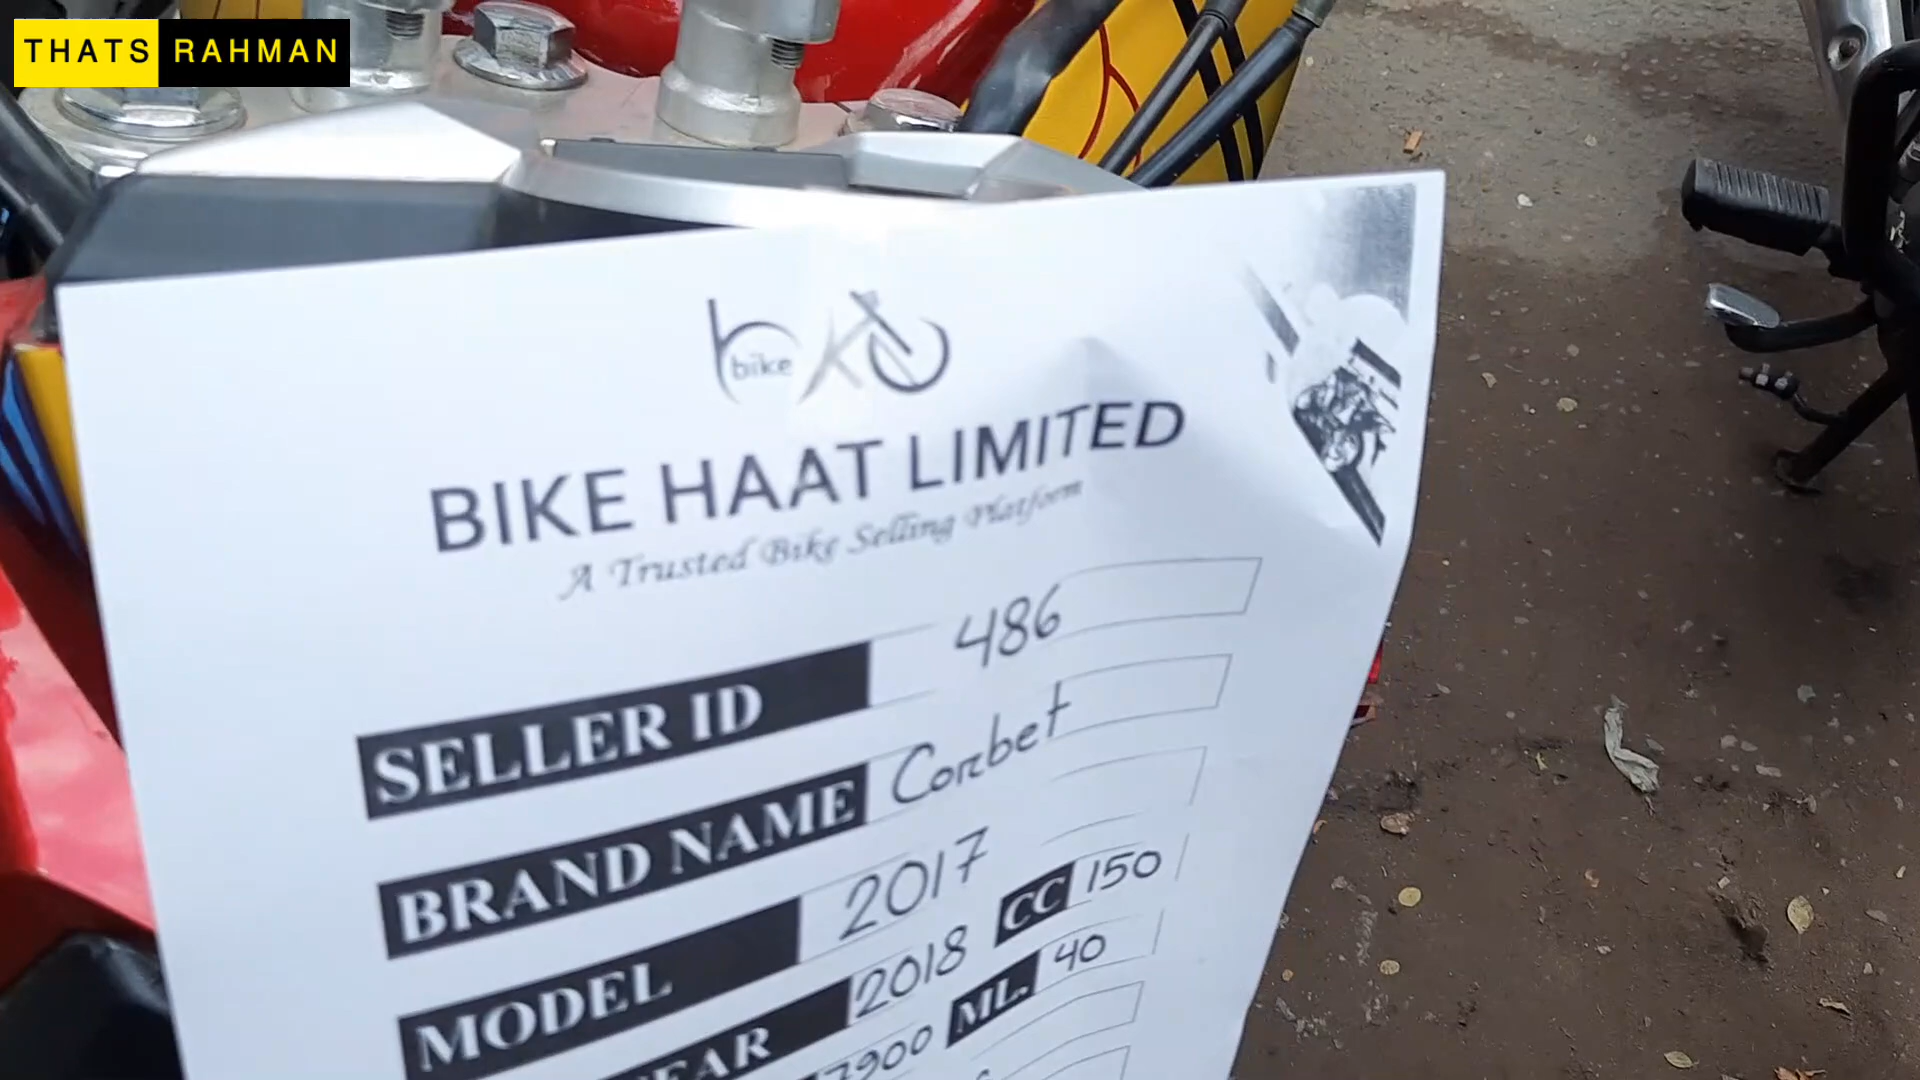 THATS RAHMAN
bike
BIKE HAAT LIMITED
A Trusted Bike Selling Platform
SELLER ID 486
BRAND NAME Corbet
MODEL 2017
2018 CC 150
7900 ML. 40